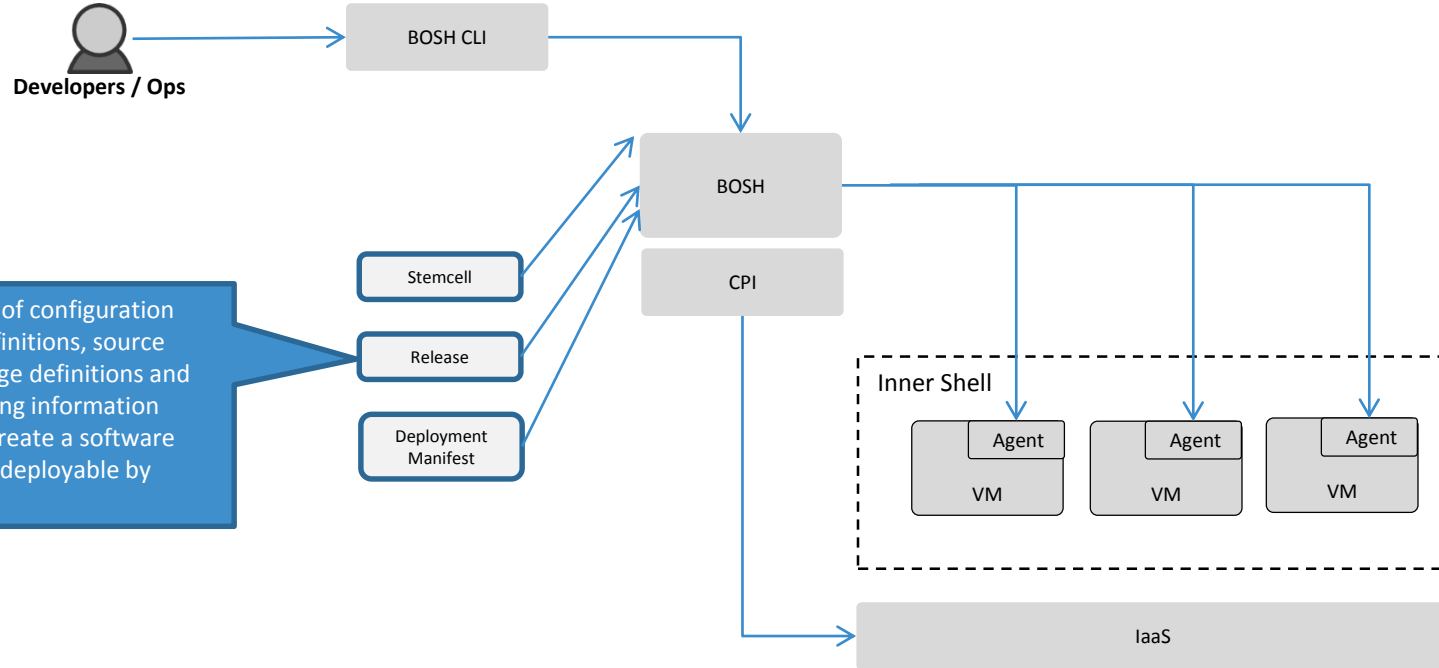 BOSH CLI
Developers / Ops
BOSH
Stemcell
CPI
of configuration
finitions, source
ge definitions and
ng information
reate a software
deployable by
Release
Deployment
Manifest
Inner Shell
Agent
VM
Agent
VM
Agent
VM
IaaS